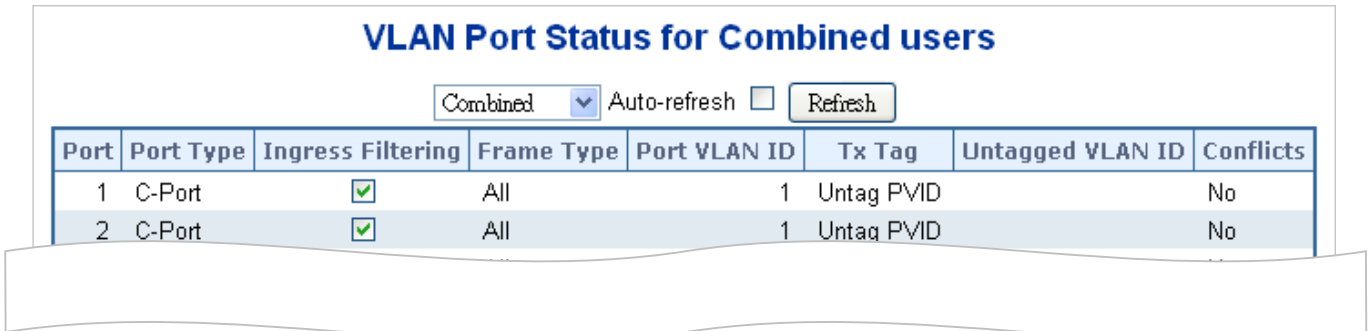 VLAN Port Status for Combined users
Combined Auto-refresh Refresh
Port Port Type Ingress Filtering Frame Type Port VLAN ID Tx Tag Untagged VLAN ID Conflicts
1 C-Port All 1 Untag PVID No
2 C-Port All 1 Untag PVID No